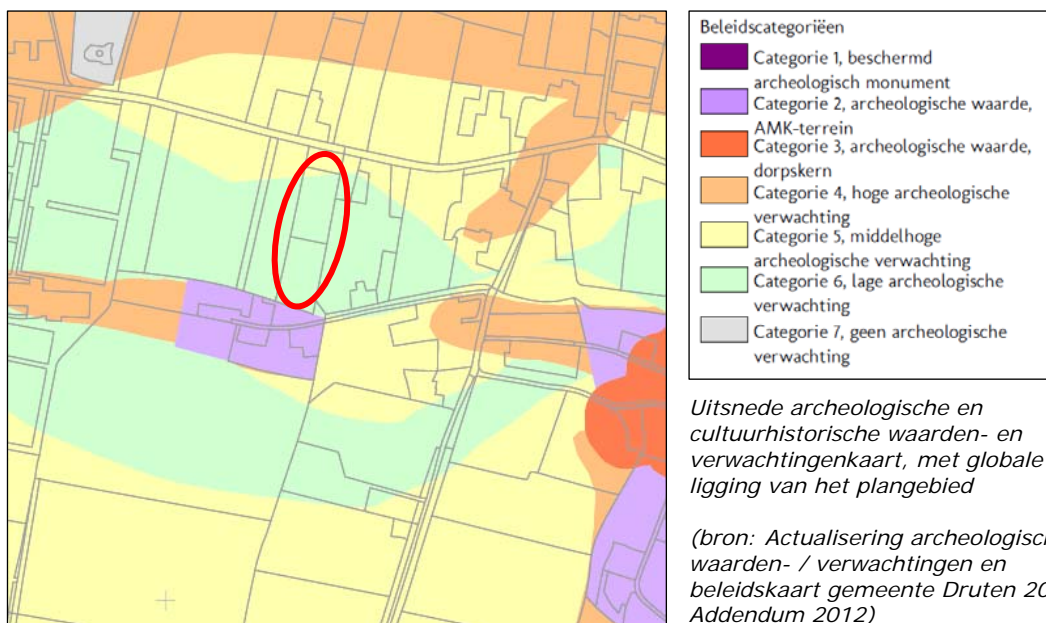 Beleidscategorieën
Categorie 1, beschermd
archeologisch monument
Categorie 2, archeologische waarde,
AMK-terrein
Categorie 3, archeologische waarde,
dorpskern
Categorie 4, hoge archeologische
verwachting
Categorie 5, middelhoge
archeologische verwachting
Categorie 6, lage archeologische
verwachting
Categorie 7, geen archeologische
verwachting
Uitsnede archeologische en
cultuurhistorische waarden- en
verwachtingenkaart, met globale
ligging van het plangebied
(bron: Actualisering
waarden- / verwachtingen en
beleidskaart gemeente Druten
Addendum 2012)